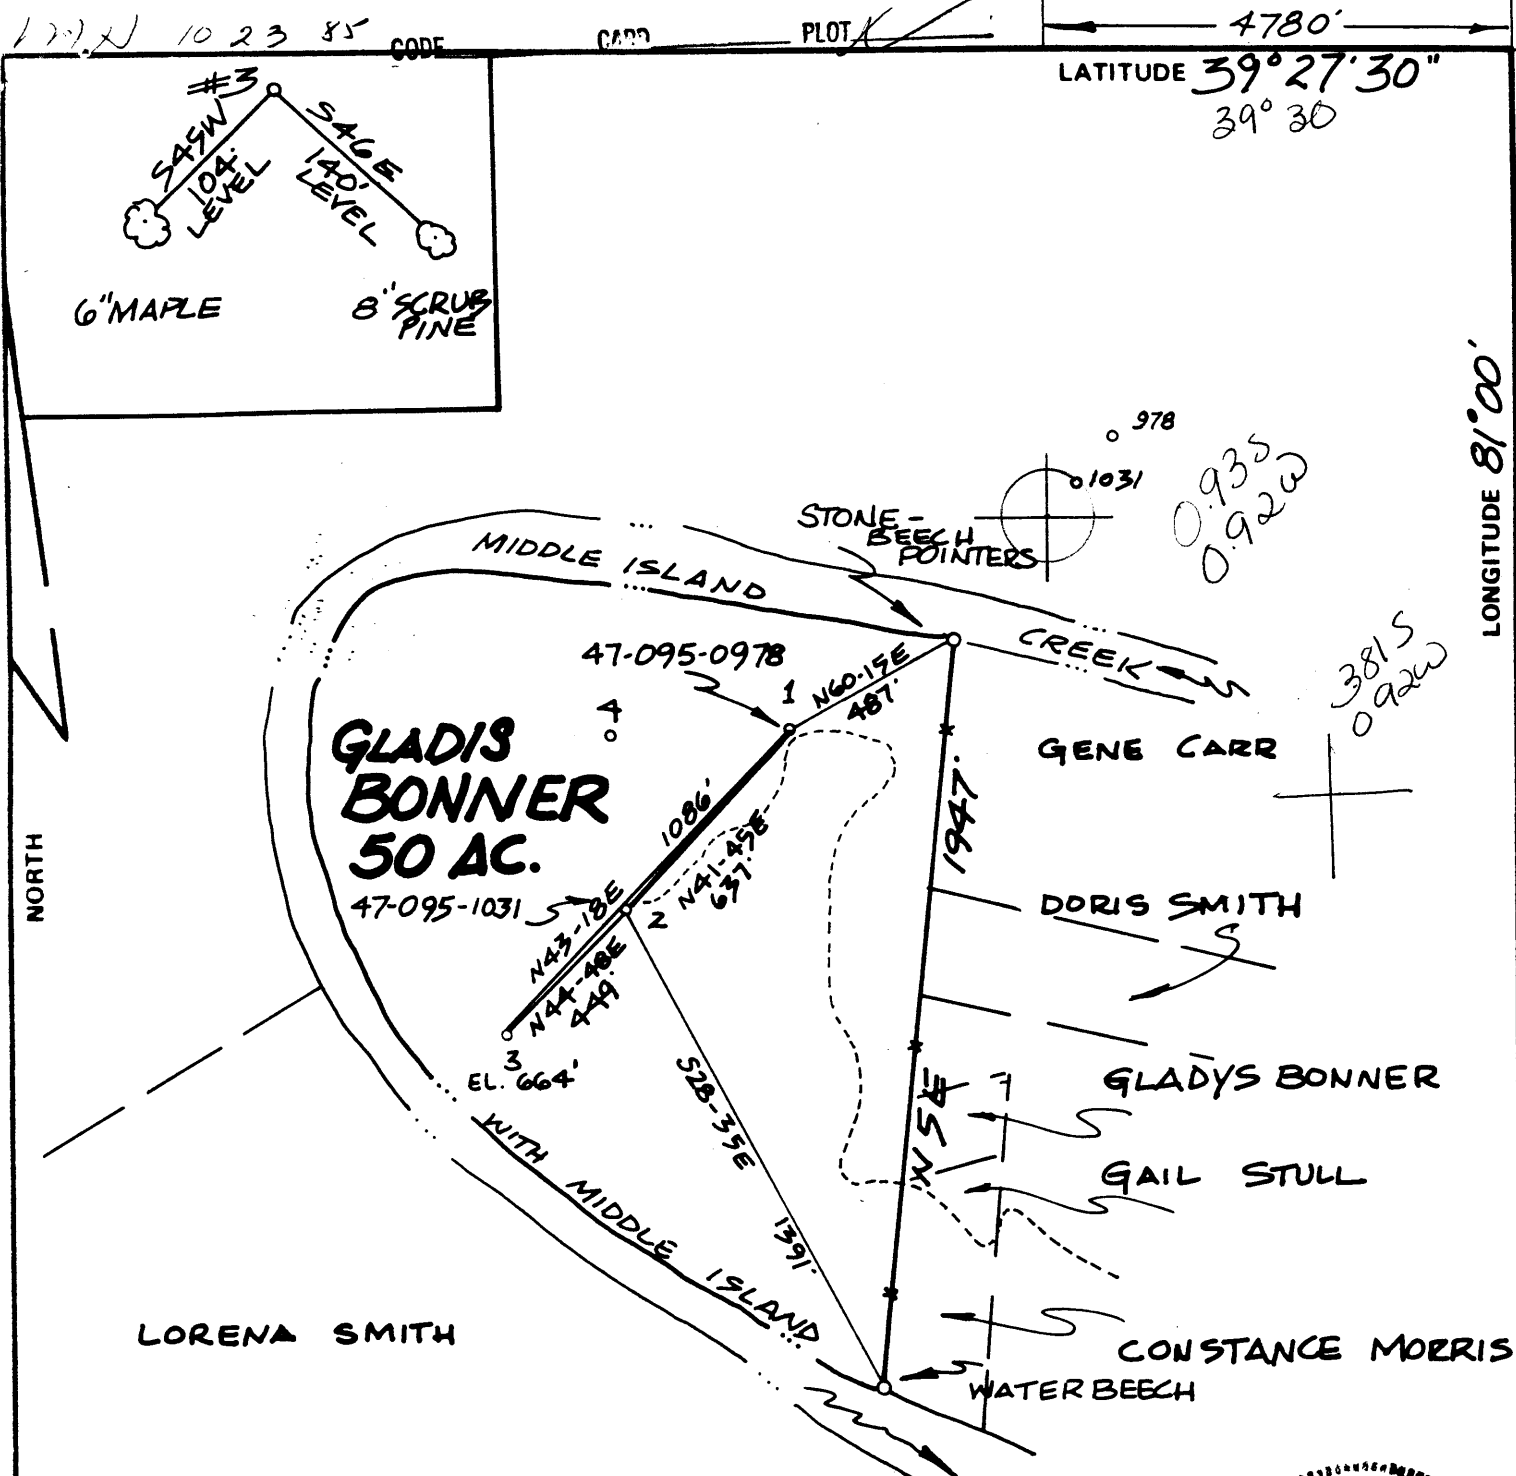 10 23 85
CODE
CARD
PLOT
4780'
LATITUDE 39°27'30"
39° 30
#3
S45W
104.
LEVEL
S46E
140'
LEVEL
6" MAPLE
8" SCRUB
PINE
LONGITUDE 81°00'
978
1031
0.93S
0.92W
STONE-
BEECH
POINTERS
MIDDLE ISLAND
CREEK
381S
092W
47-095-0978
1
N60-15E
487'
4
GLADIS
BONNER
50 AC.
47-095-1031
1086'
N43-18E
N41-45E
637'
2
N44-48E
449'
3
EL. 664'
GENE CARR
1947'
DORIS SMITH
NORTH
S28-35E
1391'
N5E
GLADYS BONNER
GAIL STULL
WITH MIDDLE ISLAND
LORENA SMITH
CONSTANCE MORRIS
WATER BEECH